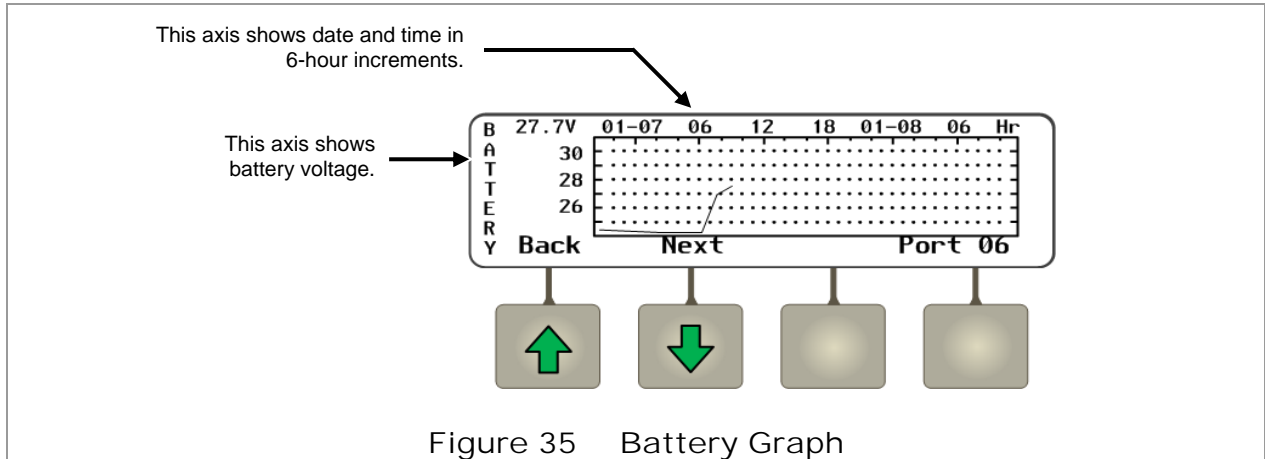 This axis shows date and time in
6-hour increments.
This axis shows
battery voltage.
BATTERY
27.7V 01-07 06 12 18 01-08 06 Hr
30
28
26
Back Next Port 06
Figure 35 Battery Graph